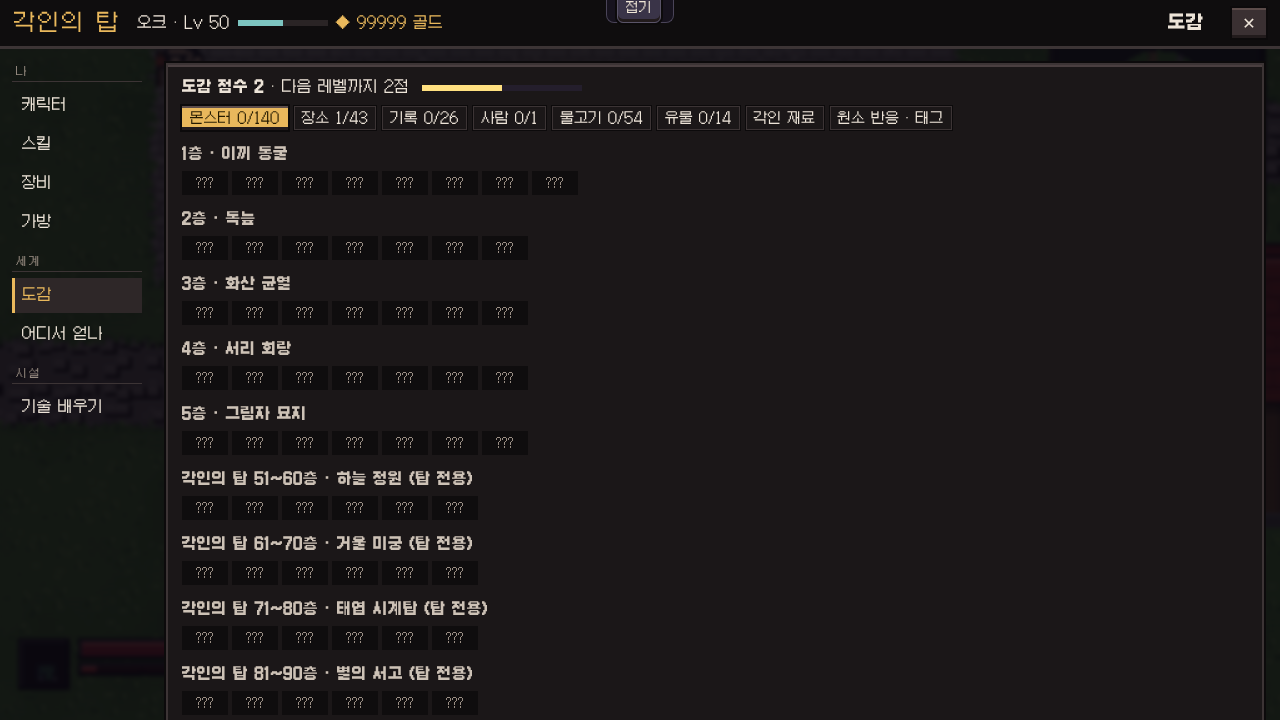 각인의 탑 오크 · Lv 50 ◆ 99999 골드 접기 도감 ×
나
캐릭터
스킬
장비
가방
세계
도감
어디서 얻나
시설
기술 배우기
도감 점수 2 · 다음 레벨까지 2점
몬스터 0/140 장소 1/43 기록 0/26 사람 0/1 물고기 0/54 유물 0/14 각인 재료 원소 반응 · 태그
1층 · 이끼 동굴
??? ??? ??? ??? ??? ??? ??? ???
2층 · 독늪
??? ??? ??? ??? ??? ??? ???
3층 · 화산 균열
??? ??? ??? ??? ??? ??? ???
4층 · 서리 회랑
??? ??? ??? ??? ??? ??? ???
5층 · 그림자 묘지
??? ??? ??? ??? ??? ??? ???
각인의 탑 51~60층 · 하늘 정원 (탑 전용)
??? ??? ??? ??? ??? ???
각인의 탑 61~70층 · 거울 미궁 (탑 전용)
??? ??? ??? ??? ??? ???
각인의 탑 71~80층 · 태엽 시계탑 (탑 전용)
??? ??? ??? ??? ??? ???
각인의 탑 81~90층 · 별의 서고 (탑 전용)
??? ??? ??? ??? ??? ???